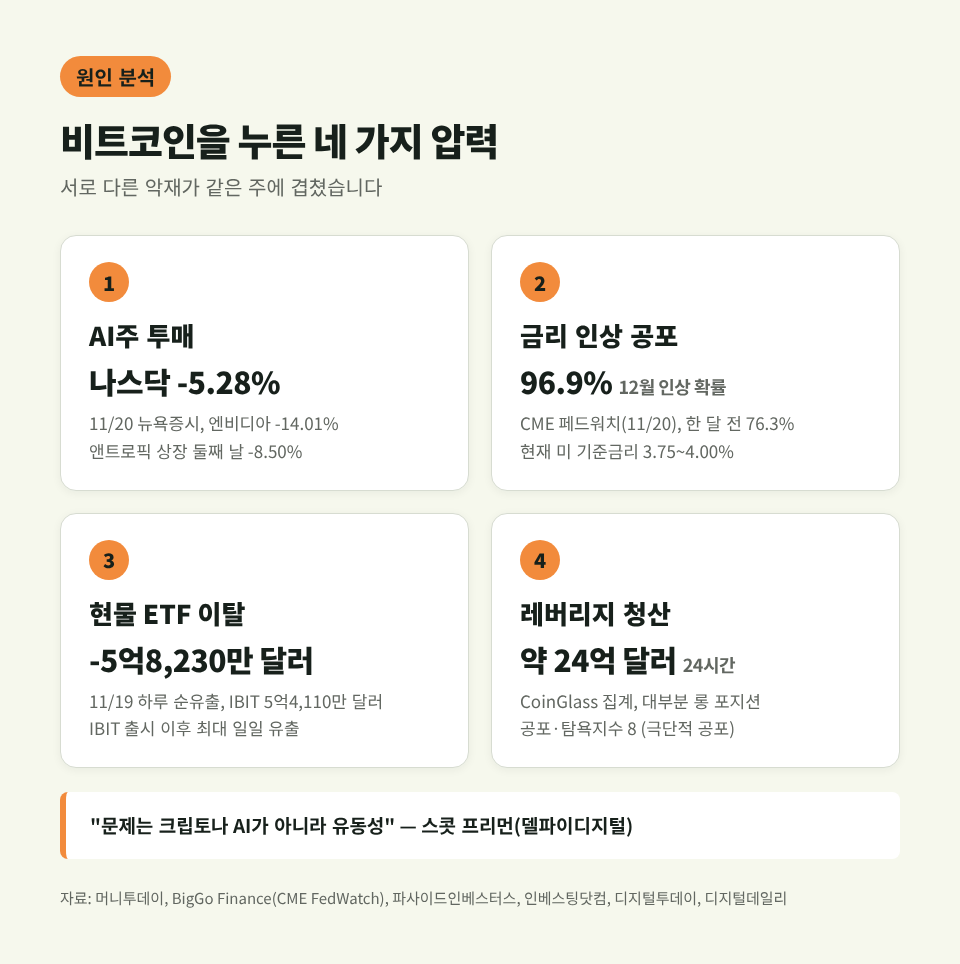 원인 분석
비트코인을 누른 네 가지 압력
서로 다른 악재가 같은 주에 겹쳤습니다
1
AI주 투매
나스닥 -5.28%
11/20 뉴욕증시, 엔비디아 -14.01%
앤트로픽 상장 둘째 날 -8.50%
2
금리 인상 공포
96.9% 12월 인상 확률
CME 페드워치(11/20), 한 달 전 76.3%
현재 미 기준금리 3.75~4.00%
3
현물 ETF 이탈
-5억8,230만 달러
11/19 하루 순유출, IBIT 5억4,110만 달러
IBIT 출시 이후 최대 일일 유출
4
레버리지 청산
약 24억 달러 24시간
CoinGlass 집계, 대부분 롱 포지션
공포·탐욕지수 8 (극단적 공포)
"문제는 크립토나 AI가 아니라 유동성" — 스콧 프리먼(델파이디지털)
자료: 머니투데이, BigGo Finance(CME FedWatch), 파사이드인베스터스, 인베스팅닷컴, 디지털투데이, 디지털데일리